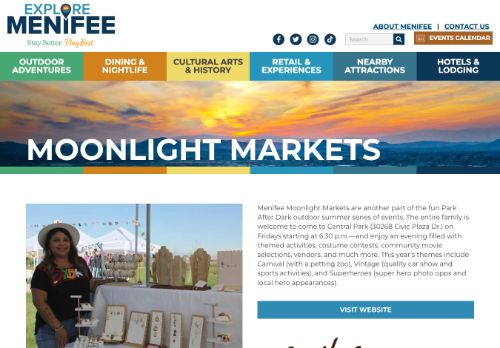 EXPLORE
MENIFEE
Stay Better. Play Best.
ABOUT MENIFEE | CONTACT US
Search
EVENTS CALENDAR
OUTDOOR ADVENTURES
DINING & NIGHTLIFE
CULTURAL ARTS & HISTORY
RETAIL & EXPERIENCES
NEARBY ATTRACTIONS
HOTELS & LODGING
MOONLIGHT MARKETS
Menifee Moonlight Markets are another part of the fun Park
After Dark outdoor summer series of events. The entire family is
welcome to come to Central Park (30268 Civic Plaza Dr.) on
Fridays starting at 6:30 p.m.—and enjoy an evening filled with
themed activities, costume contests, community movie
selections, vendors, and much more. This year's themes include
Carnival (with a petting zoo), Vintage (quality car show and
sports activities), and Superheroes (super hero photo opps and
local hero appearances).
VISIT WEBSITE